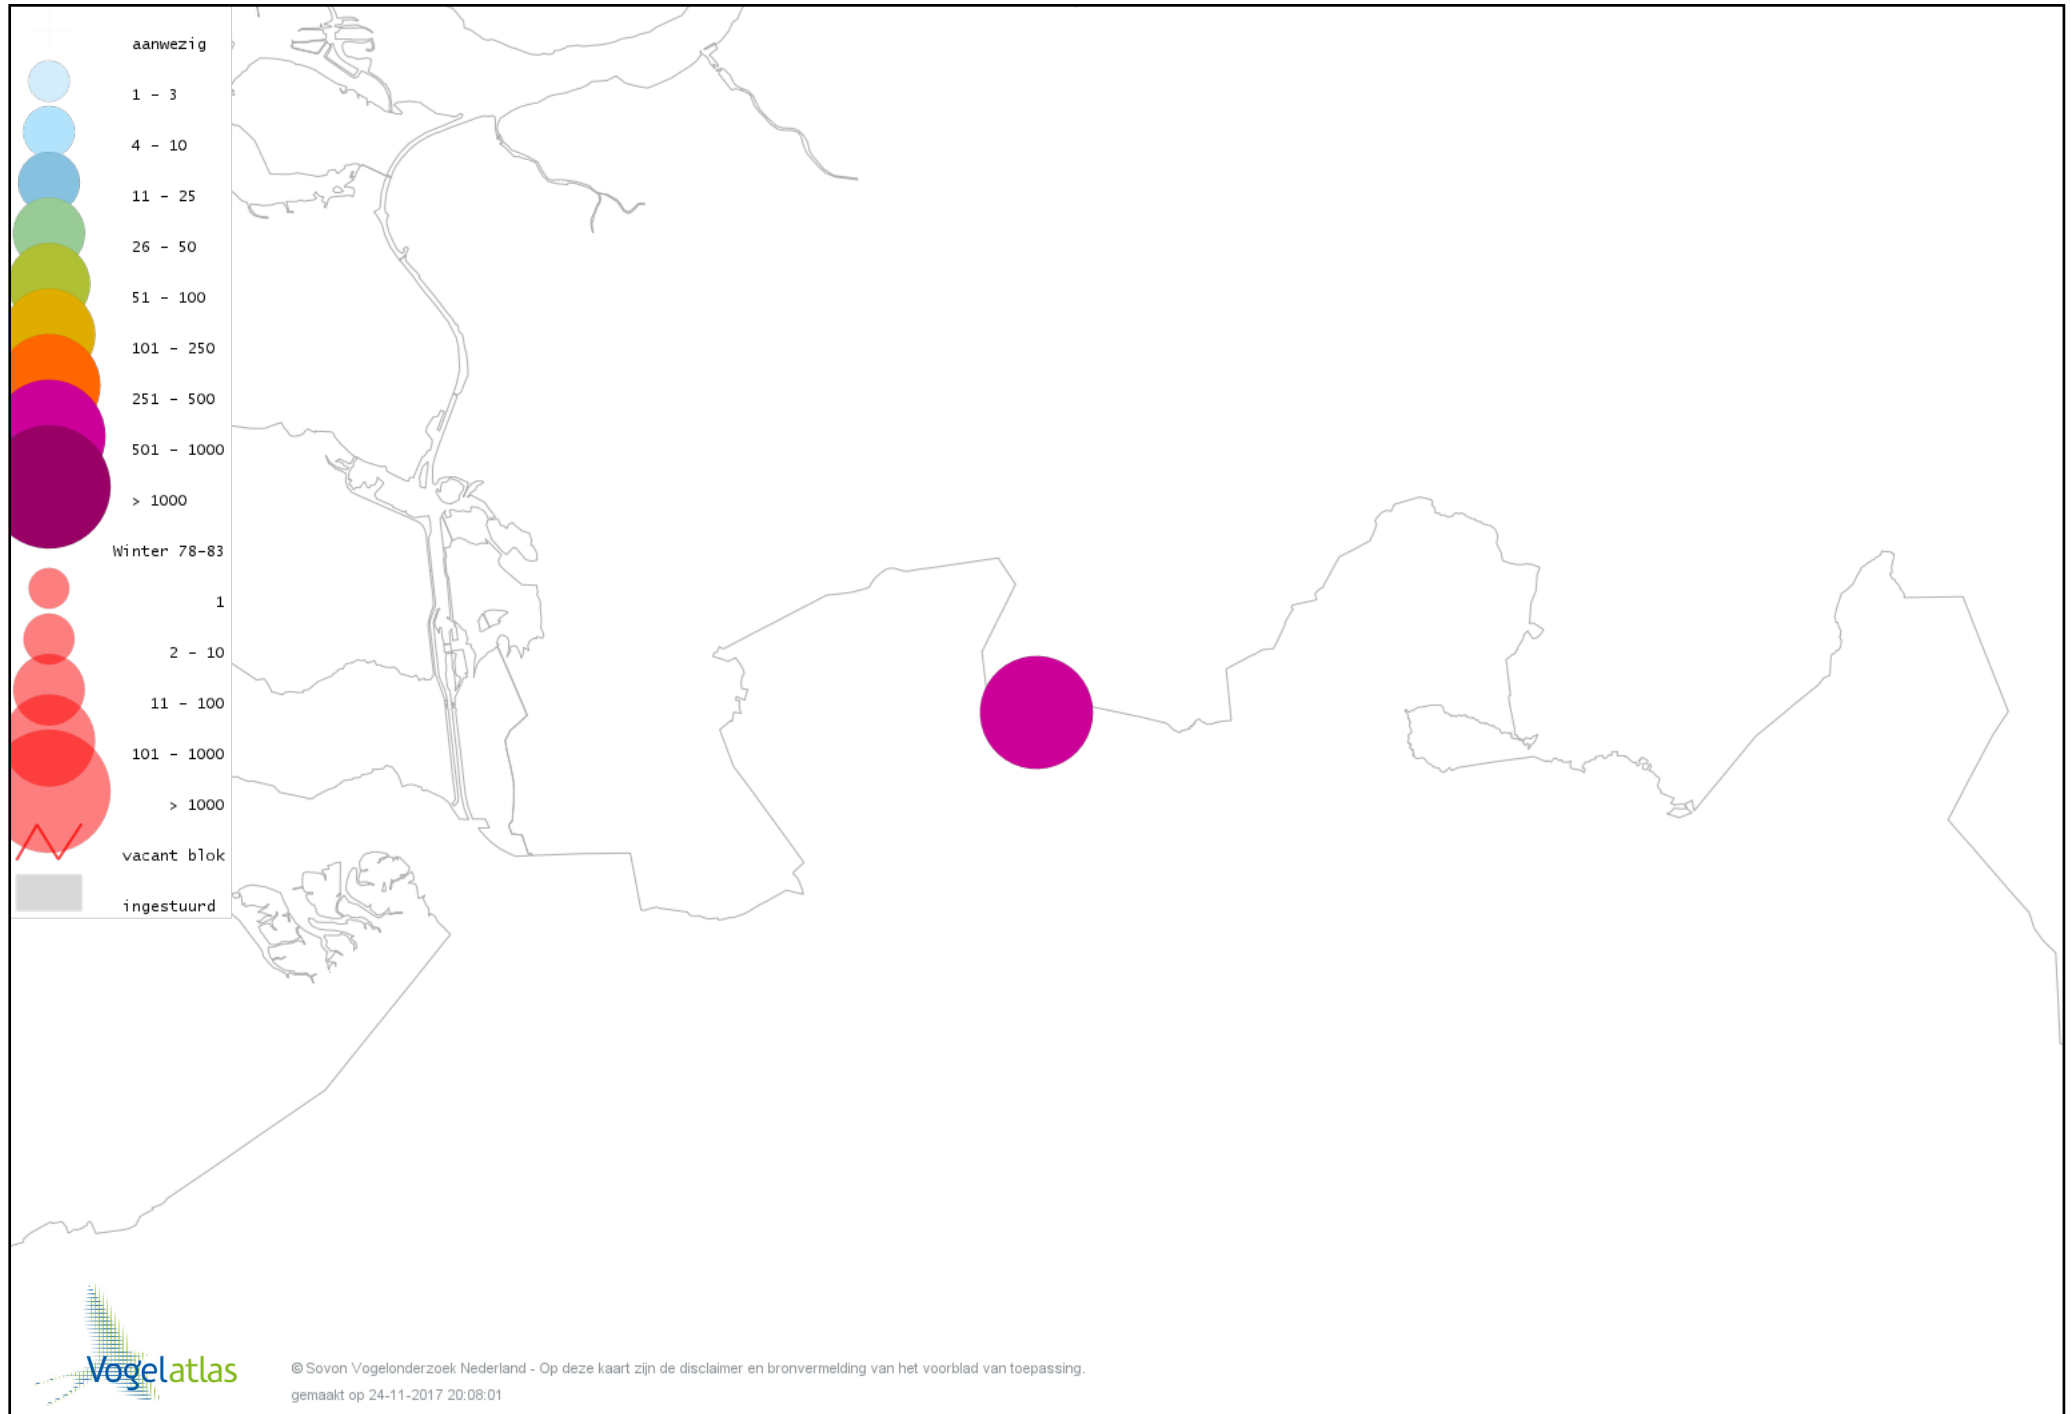 aanwezig
1 - 3
4 - 10
11 - 25
26 - 50
51 - 100
101 - 250
251 - 500
501 - 1000
> 1000
Winter 78-83
1
2 - 10
11 - 100
101 - 1000
> 1000
vacant blok
ingestuurd
Vogelatlas
© Sovon Vogelonderzoek Nederland - Op deze kaart zijn de disclaimer en bronvermelding van het voorblad van toepassing.
gemaakt op 24-11-2017 20:08:01